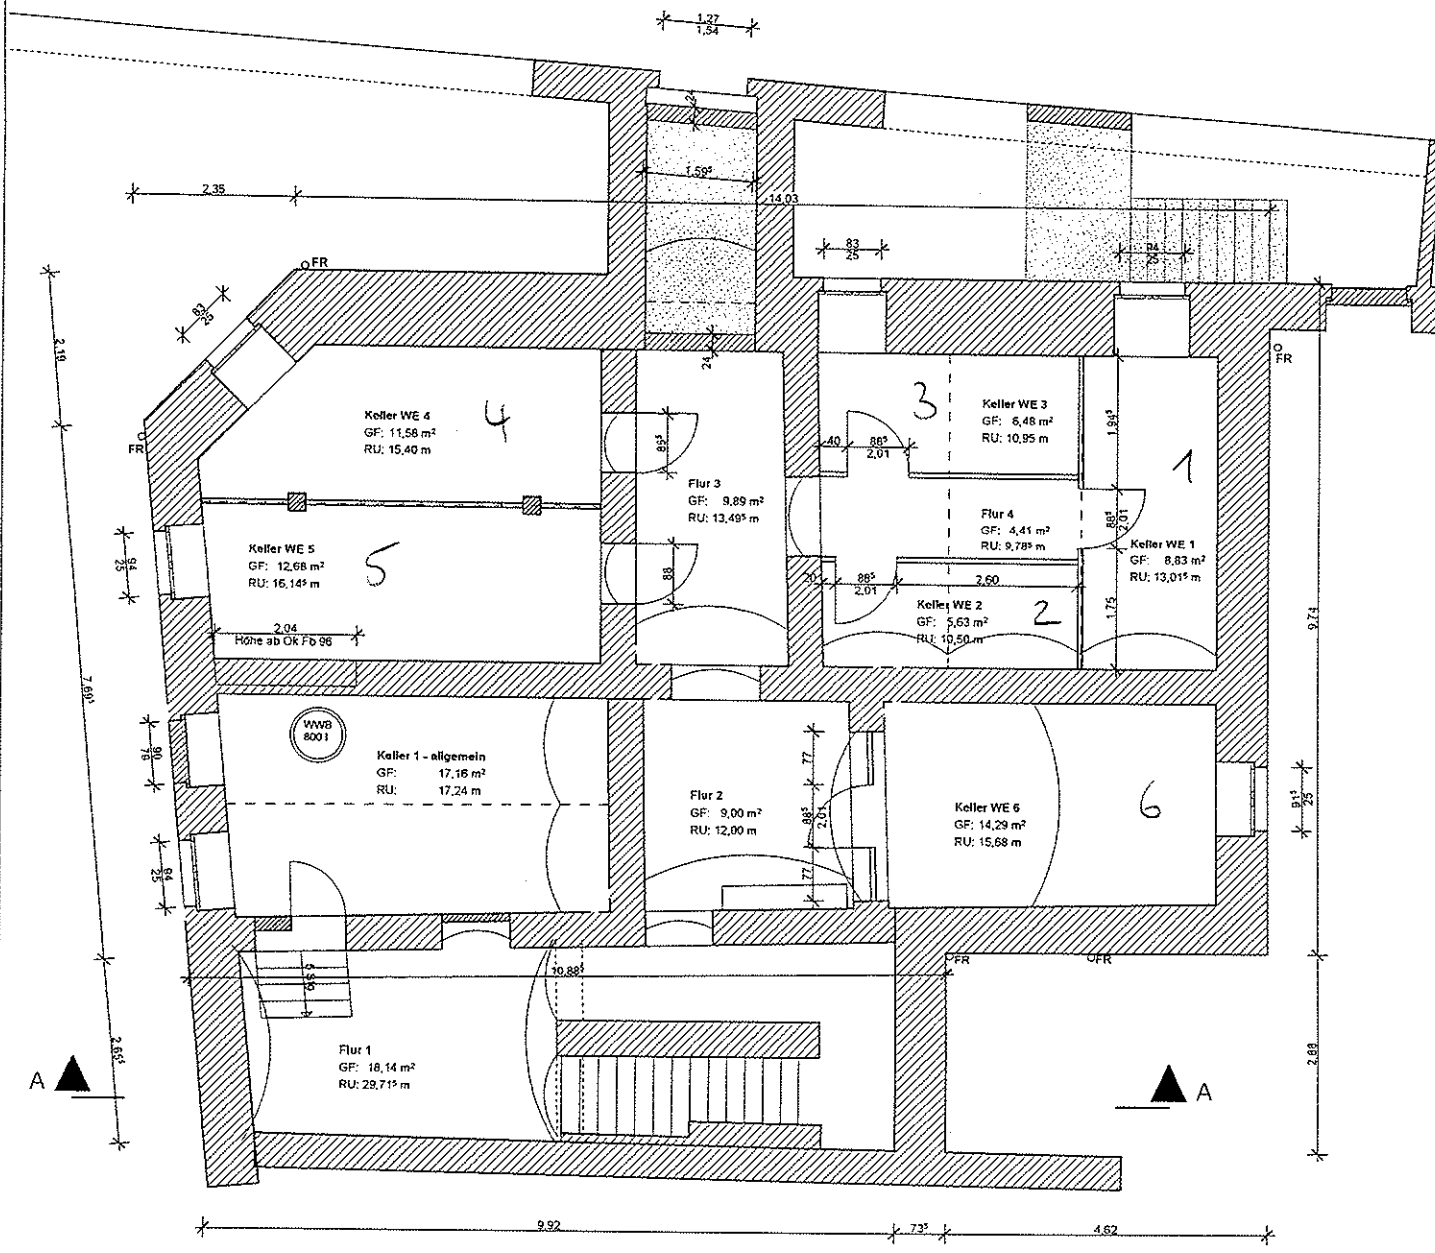 1,27
1,54
24
1,59⁵
2,35
14,03
83
25
94
25
FR
83
25
2,19
24
FR
Keller WE 4
GF: 11,58 m²
RU: 15,40 m
4
3
Keller WE 3
GF: 6,48 m²
RU: 10,95 m
1,94⁵
1
FR
40
88⁵
2,01
Flur 3
GF: 9,89 m²
RU: 13,49⁵ m
Flur 4
GF: 4,41 m²
RU: 9,78⁵ m
88⁵
2,01
Keller WE 1
GF: 8,83 m²
RU: 13,01⁵ m
Keller WE 5
GF: 12,68 m²
RU: 16,14⁵ m
5
94
25
88
20
88⁵
2,01
2,60
Keller WE 2
GF: 5,63 m²
RU: 10,50 m
2
1,75
9,74
2,04
Höhe ab Ok Fb 96
7,69⁵
WWB
800 l
90
76
Keller 1 - allgemein
GF: 17,16 m²
RU: 17,24 m
77
88⁵
2,01
77
Flur 2
GF: 9,00 m²
RU: 12,00 m
Keller WE 6
GF: 14,29 m²
RU: 15,68 m
6
91⁵
25
94
25
10,88⁵
FR
FR
Flur 1
GF: 18,14 m²
RU: 29,71⁵ m
2,65⁵
2,88
A
A
9,92
73⁵
4,62